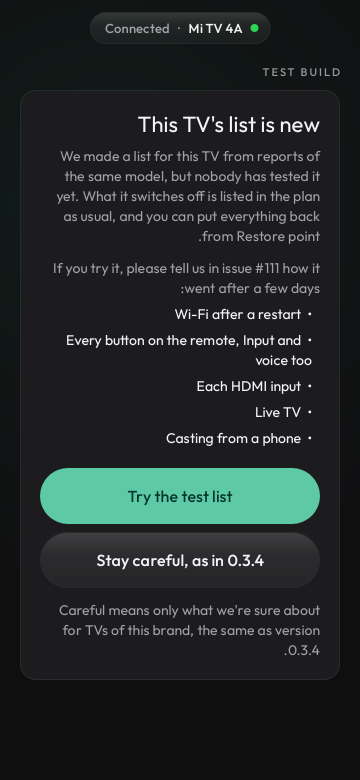 Connected · Mi TV 4A
TEST BUILD
This TV's list is new
We made a list for this TV from reports of
the same model, but nobody has tested it
yet. What it switches off is listed in the plan
as usual, and you can put everything back
from Restore point.
If you try it, please tell us in issue #111 how it
went after a few days:
• Wi-Fi after a restart
• Every button on the remote, Input and
voice too
• Each HDMI input
• Live TV
• Casting from a phone
Try the test list
Stay careful, as in 0.3.4
Careful means only what we're sure about
for TVs of this brand, the same as version
0.3.4.